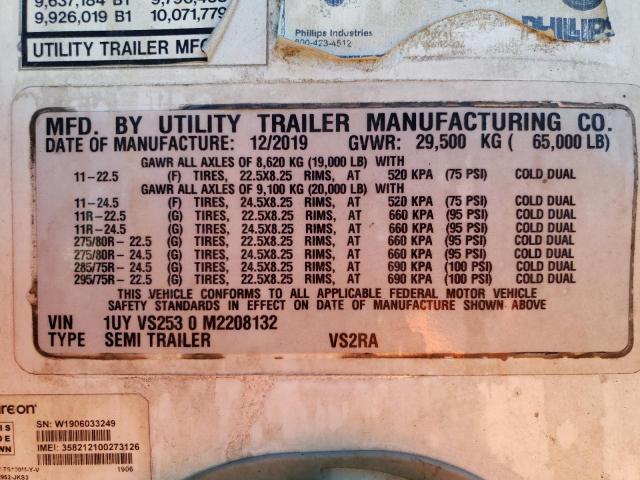 9,926,019 B1 10,071,779
UTILITY TRAILER MFG
Phillips Industries
800-423-4512
PHILLIPS
MFD. BY UTILITY TRAILER MANUFACTURING CO.
DATE OF MANUFACTURE: 12/2019 GVWR: 29,500 KG ( 65,000 LB)
GAWR ALL AXLES OF 8,620 KG (19,000 LB) WITH
11-22.5 (F) TIRES, 22.5X8.25 RIMS, AT 520 KPA (75 PSI) COLD DUAL
GAWR ALL AXLES OF 9,100 KG (20,000 LB) WITH
11-24.5 (F) TIRES, 24.5X8.25 RIMS, AT 520 KPA (75 PSI) COLD DUAL
11R-22.5 (G) TIRES, 22.5X8.25 RIMS, AT 660 KPA (95 PSI) COLD DUAL
11R-24.5 (G) TIRES, 24.5X8.25 RIMS, AT 660 KPA (95 PSI) COLD DUAL
275/80R-22.5 (G) TIRES, 22.5X8.25 RIMS, AT 660 KPA (95 PSI) COLD DUAL
275/80R-24.5 (G) TIRES, 24.5X8.25 RIMS, AT 660 KPA (95 PSI) COLD DUAL
285/75R-24.5 (G) TIRES, 24.5X8.25 RIMS, AT 690 KPA (100 PSI) COLD DUAL
295/75R-22.5 (G) TIRES, 22.5X8.25 RIMS, AT 690 KPA (100 PSI) COLD DUAL
THIS VEHICLE CONFORMS TO ALL APPLICABLE FEDERAL MOTOR VEHICLE
SAFETY STANDARDS IN EFFECT ON DATE OF MANUFACTURE SHOWN ABOVE
VIN 1UY VS253 0 M2208132
TYPE SEMI TRAILER VS2RA
SN: W1906033249
IMEI: 358212100273126
1906